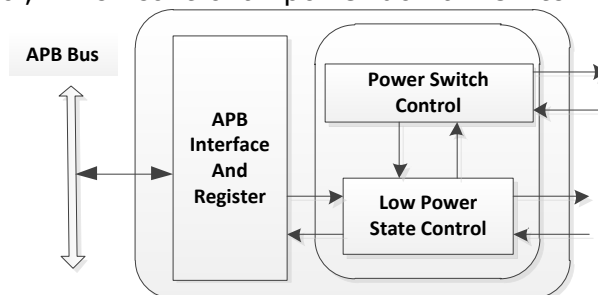 APB Bus
Power Switch
Control
APB
Interface
And
Register
Low Power
State Control